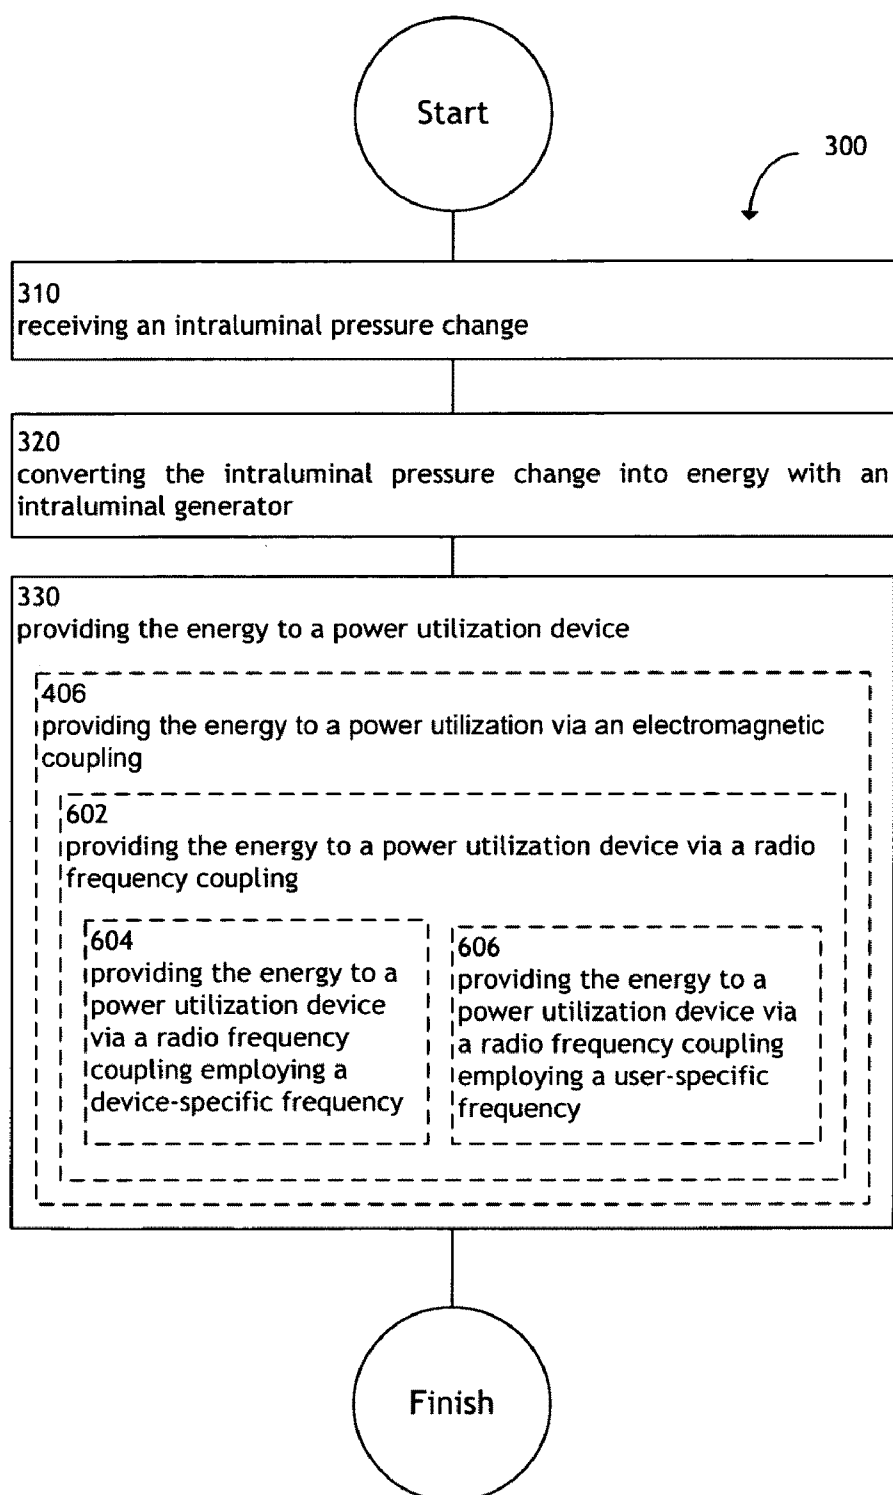 Start
300
310
receiving an intraluminal pressure change
320
converting the intraluminal pressure change into energy with an
intraluminal generator
330
providing the energy to a power utilization device
406
providing the energy to a power utilization via an electromagnetic
coupling
602
providing the energy to a power utilization device via a radio
frequency coupling
604
providing the energy to a
power utilization device
via a radio frequency
coupling employing a
device-specific frequency
606
providing the energy to a
power utilization device via
a radio frequency coupling
employing a user-specific
frequency
Finish